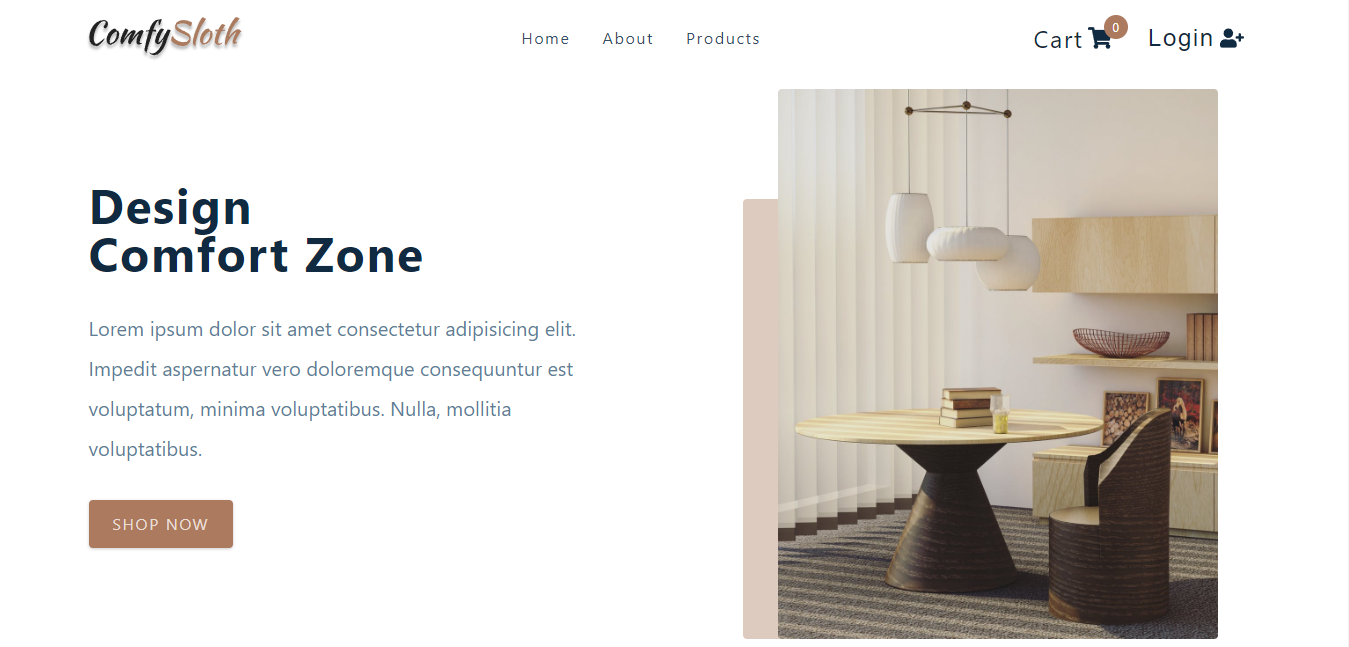 ComfySloth
Home About Products
Cart 0 Login
Design
Comfort Zone
Lorem ipsum dolor sit amet consectetur adipisicing elit.
Impedit aspernatur vero doloremque consequuntur est
voluptatum, minima voluptatibus. Nulla, mollitia
voluptatibus.
SHOP NOW